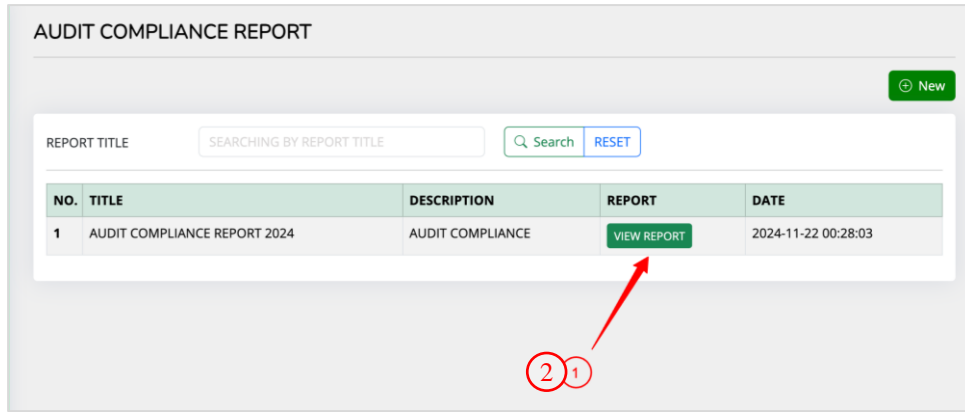 AUDIT COMPLIANCE REPORT
New
REPORT TITLE SEARCHING BY REPORT TITLE Search RESET
NO. TITLE DESCRIPTION REPORT DATE
1 AUDIT COMPLIANCE REPORT 2024 AUDIT COMPLIANCE VIEW REPORT 2024-11-22 00:28:03
2 1